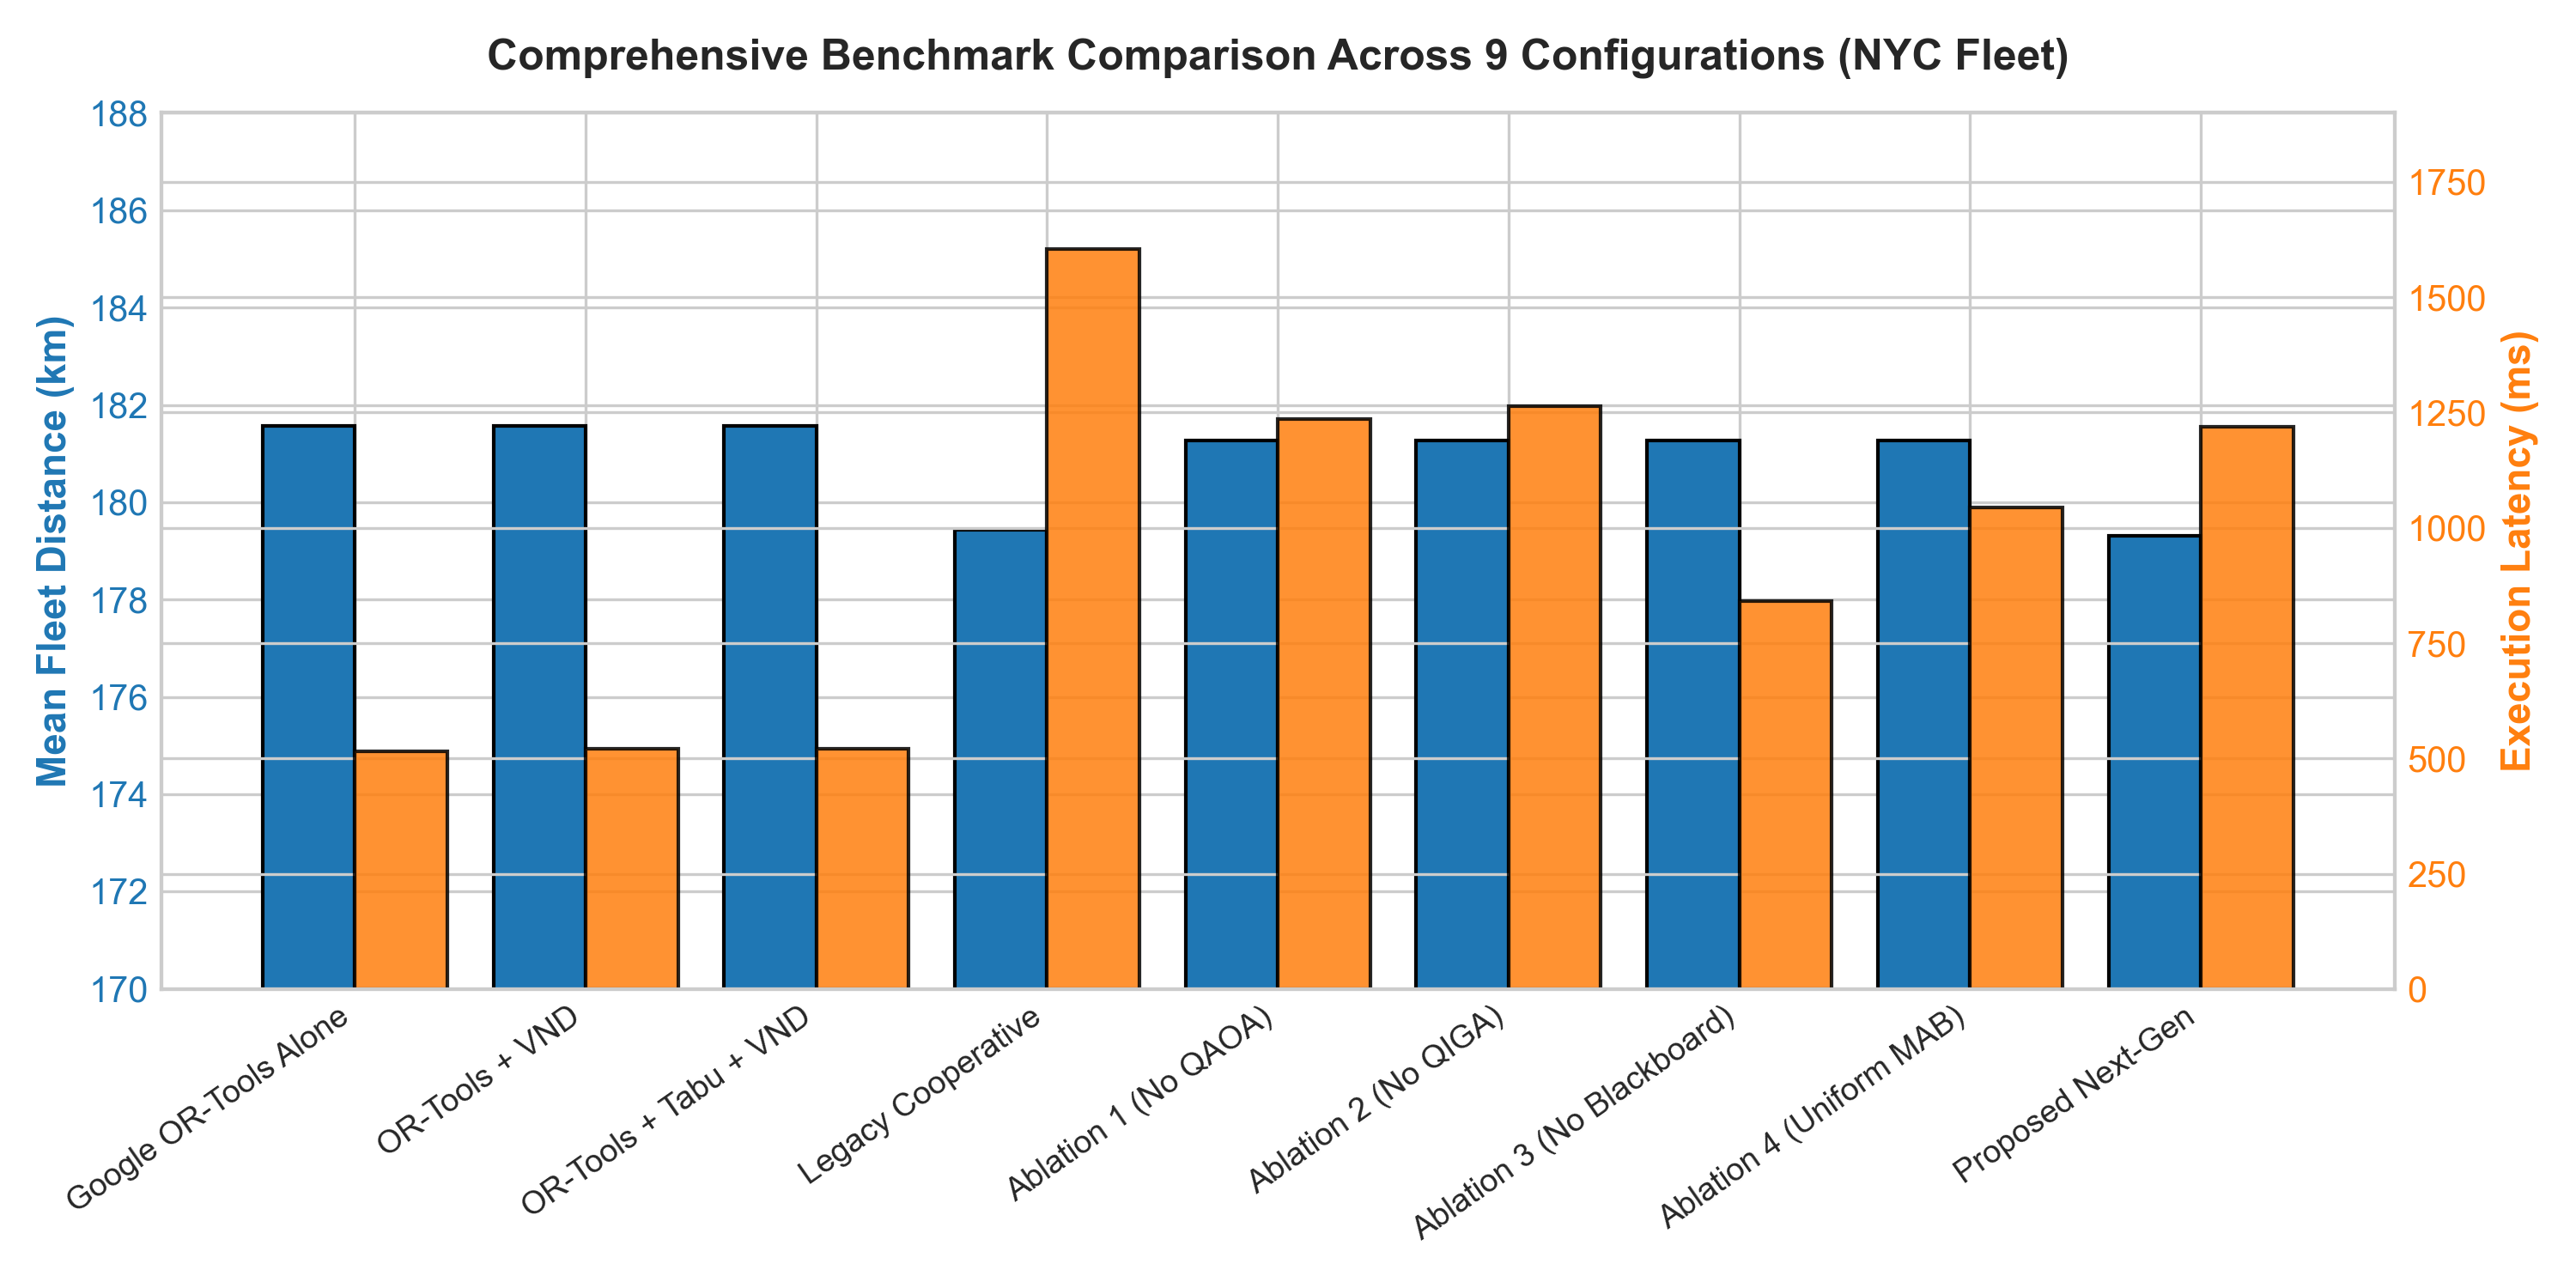 Comprehensive Benchmark Comparison Across 9 Configurations (NYC Fleet)
Mean Fleet Distance (km)
188
186
184
182
180
178
176
174
172
170
Execution Latency (ms)
1750
1500
1250
1000
750
500
250
0
Google OR-Tools Alone
OR-Tools + VND
OR-Tools + Tabu + VND
Legacy Cooperative
Ablation 1 (No QAOA)
Ablation 2 (No QIGA)
Ablation 3 (No Blackboard)
Ablation 4 (Uniform MAB)
Proposed Next-Gen